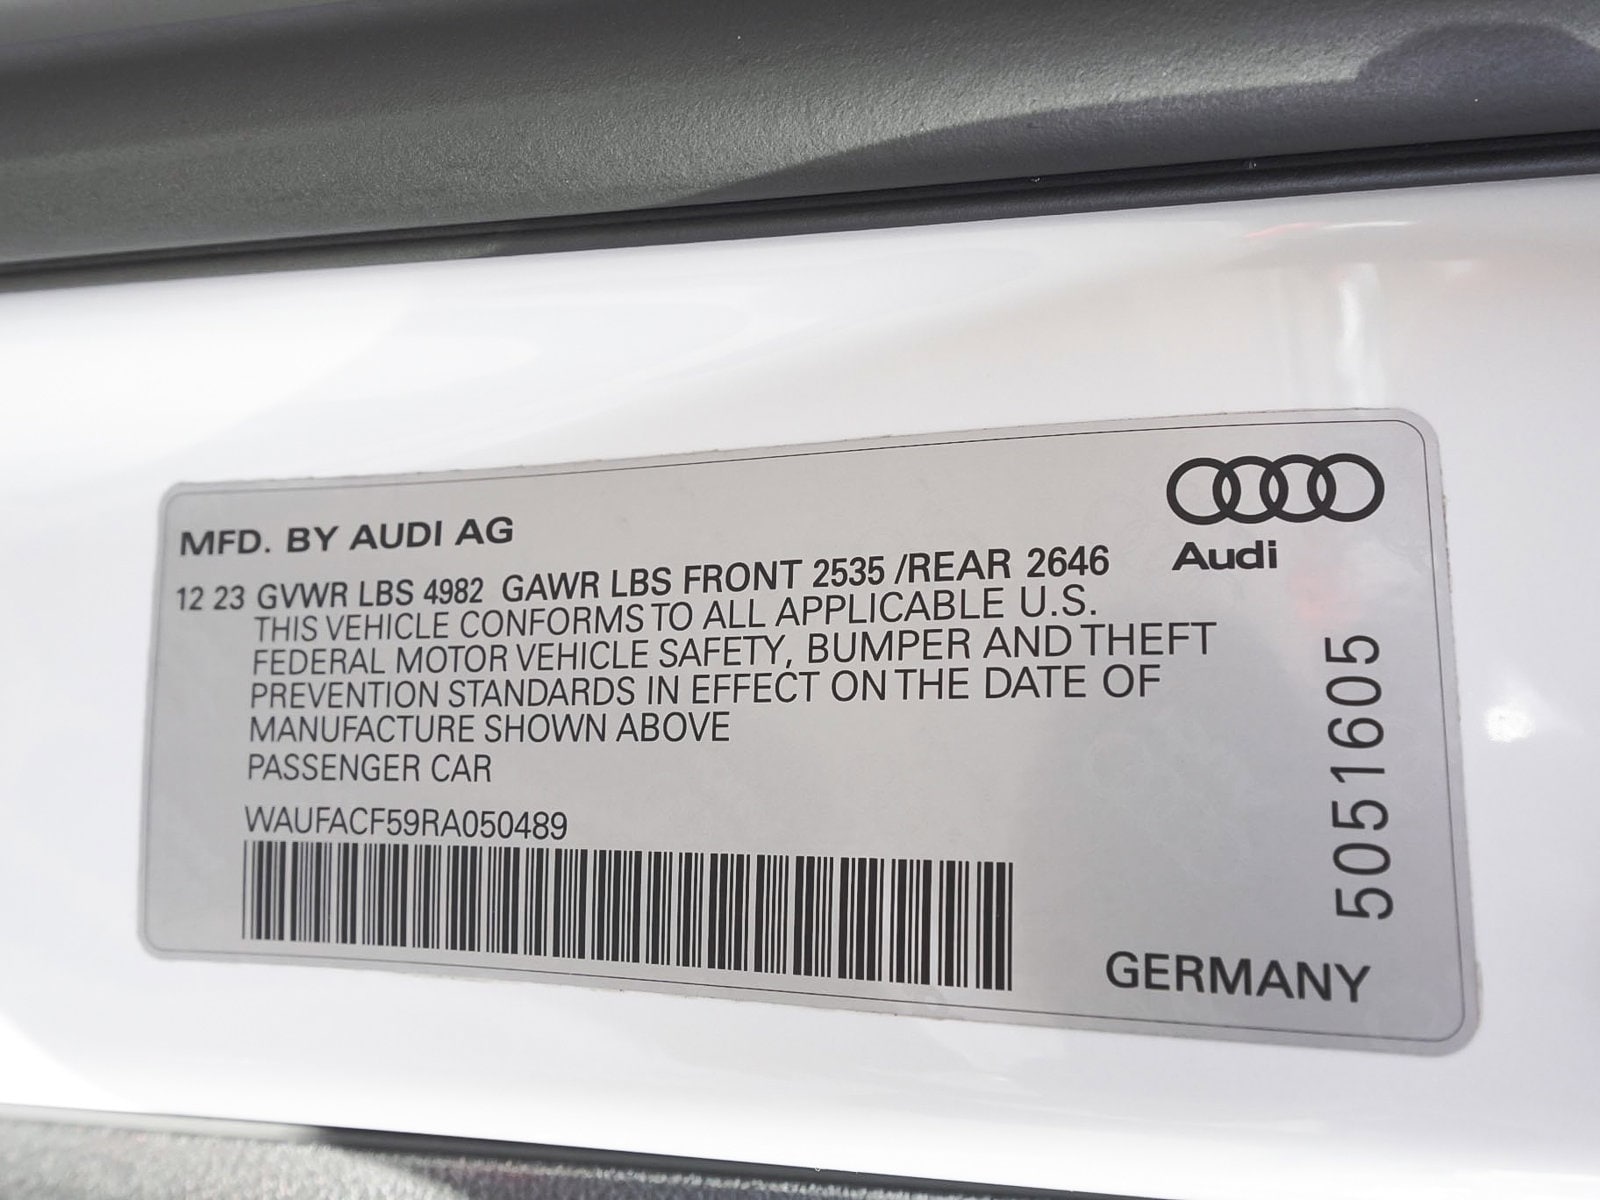 MFD. BY AUDI AG
Audi
12 23 GVWR LBS 4982 GAWR LBS FRONT 2535 /REAR 2646
THIS VEHICLE CONFORMS TO ALL APPLICABLE U.S.
FEDERAL MOTOR VEHICLE SAFETY, BUMPER AND THEFT
PREVENTION STANDARDS IN EFFECT ON THE DATE OF
MANUFACTURE SHOWN ABOVE
PASSENGER CAR
WAUFACF59RA050489
5051605
GERMANY